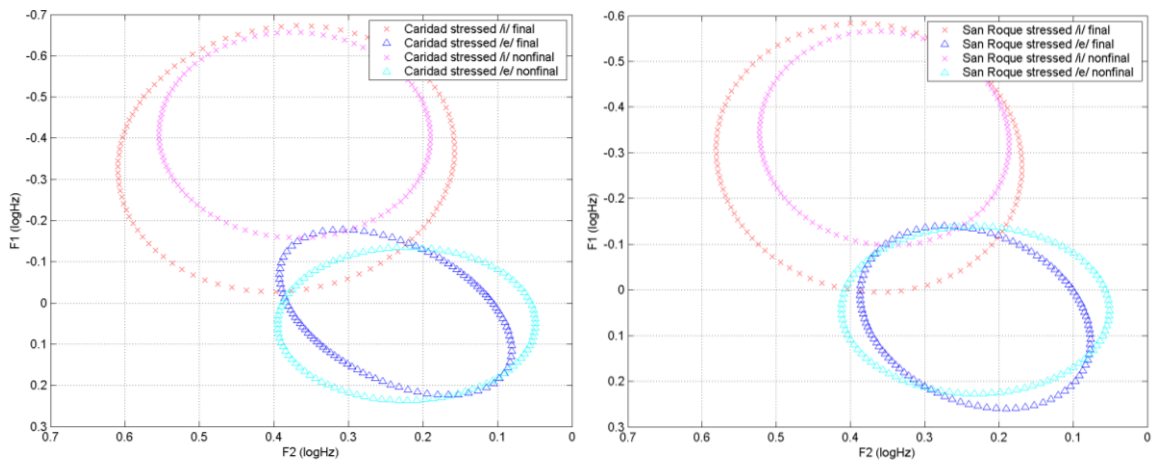 -0.7
-0.6
-0.5
-0.4
-0.3
-0.2
-0.1
0
0.1
0.2
0.3
F1 (logHz)
Caridad stressed /i/ final
Caridad stressed /e/ final
Caridad stressed /i/ nonfinal
Caridad stressed /e/ nonfinal
0.7 0.6 0.5 0.4 0.3 0.2 0.1 0
F2 (logHz)
-0.6
-0.5
-0.4
-0.3
-0.2
-0.1
0
0.1
0.2
0.3
F1 (logHz)
San Roque stressed /i/ final
San Roque stressed /e/ final
San Roque stressed /i/ nonfinal
San Roque stressed /e/ nonfinal
0.7 0.6 0.5 0.4 0.3 0.2 0.1 0
F2 (logHz)